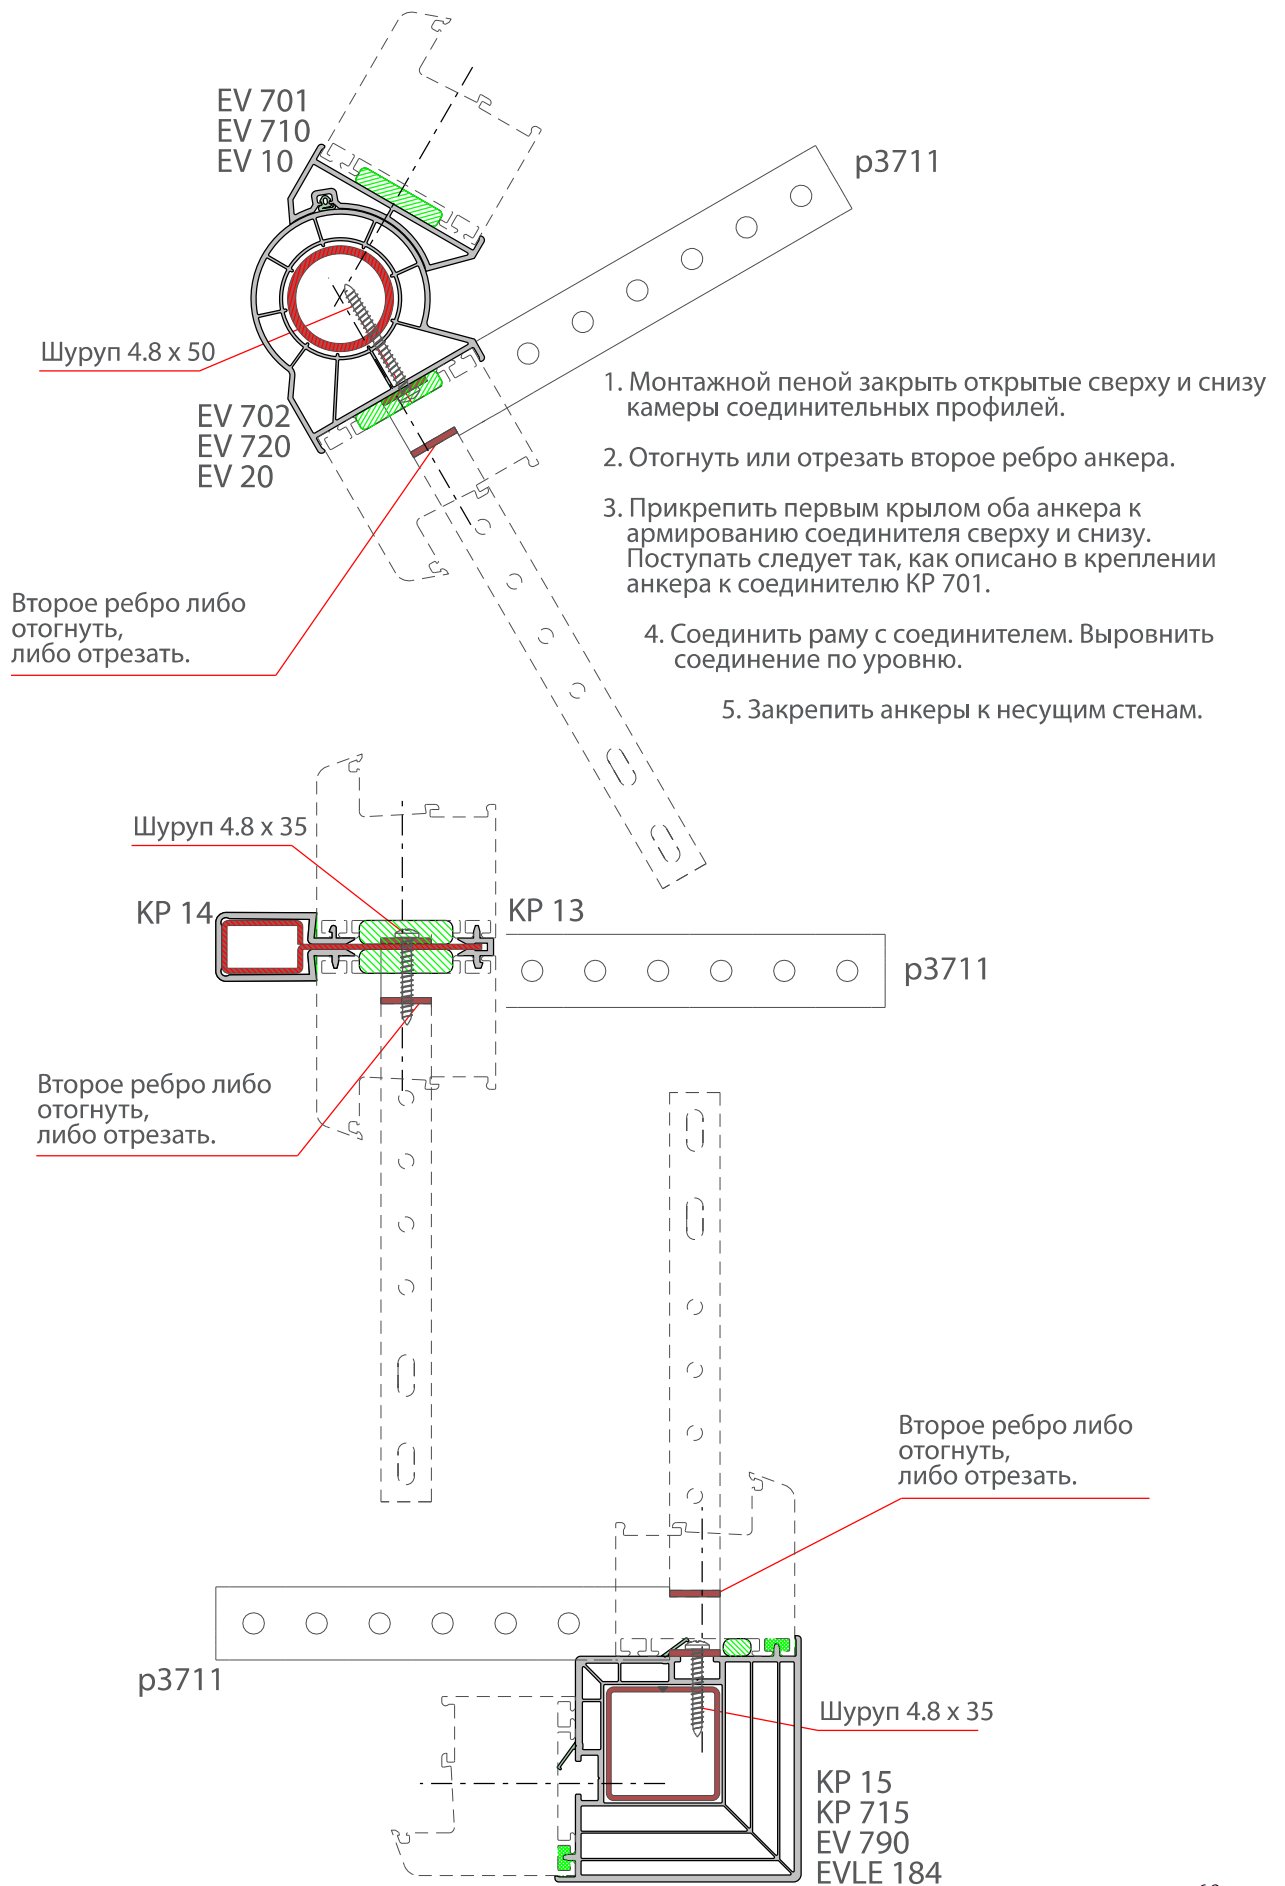 EV 701
EV 710
EV 10
p3711
Шуруп 4.8 x 50
EV 702
EV 720
EV 20
1. Монтажной пеной закрыть открытые сверху и снизу
камеры соединительных профилей.
2. Отогнуть или отрезать второе ребро анкера.
3. Прикрепить первым крылом оба анкера к
армированию соединителя сверху и снизу.
Поступать следует так, как описано в креплении
анкера к соединителю КР 701.
4. Соединить раму с соединителем. Выровнить
соединение по уровню.
5. Закрепить анкеры к несущим стенам.
Второе ребро либо
отогнуть,
либо отрезать.
Шуруп 4.8 x 35
КР 14
КР 13
p3711
Второе ребро либо
отогнуть,
либо отрезать.
Второе ребро либо
отогнуть,
либо отрезать.
p3711
Шуруп 4.8 x 35
КР 15
КР 715
EV 790
EVLE 184